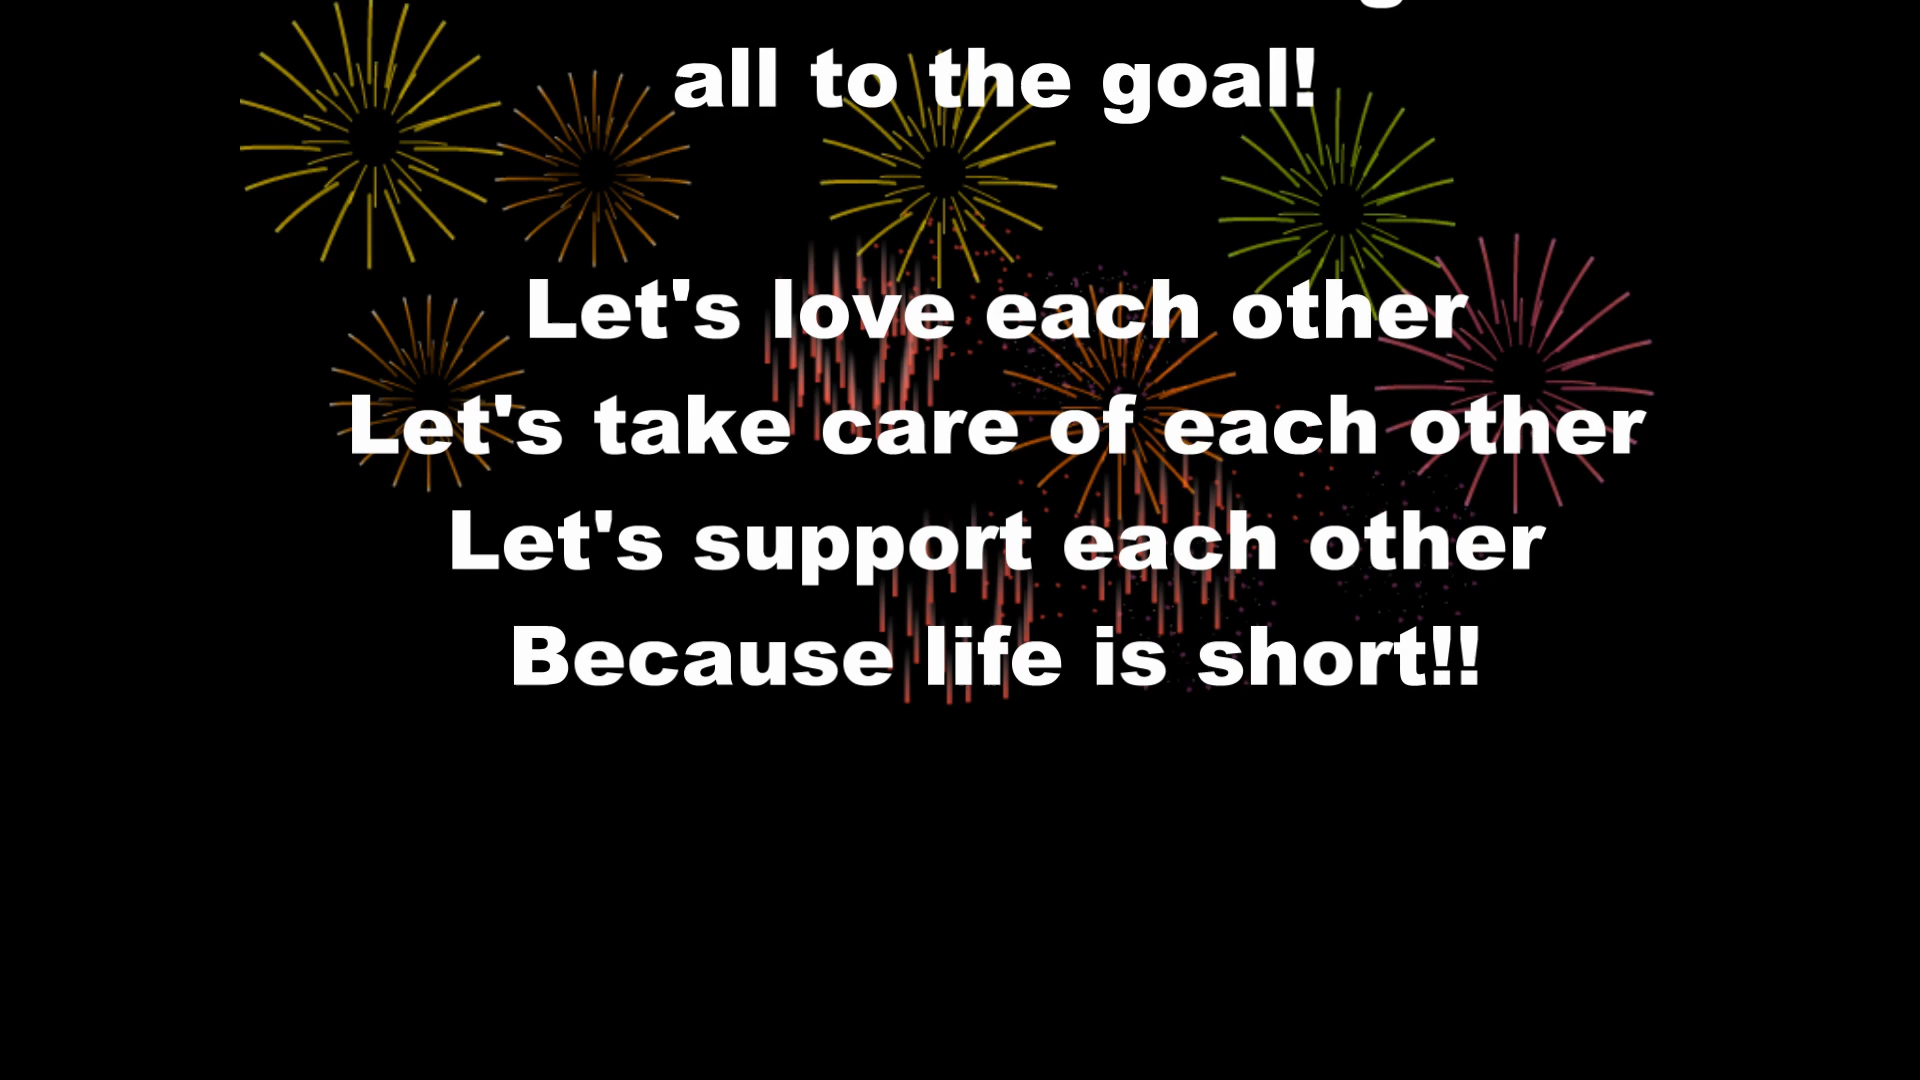 all to the goal!
Let's love each other
Let's take care of each other
Let's support each other
Because life is short!!